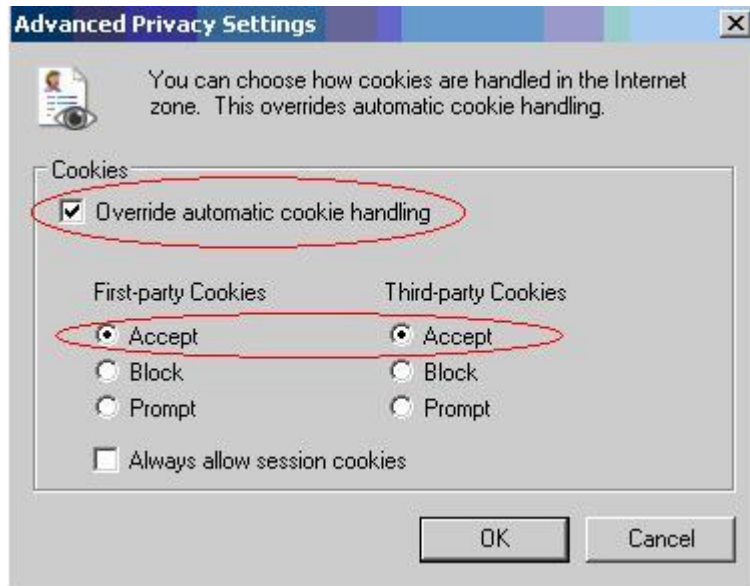 Advanced Privacy Settings
You can choose how cookies are handled in the Internet
zone.  This overrides automatic cookie handling.
Cookies
Override automatic cookie handling
First-party Cookies Third-party Cookies
Accept Accept
Block Block
Prompt Prompt
Always allow session cookies
OK Cancel